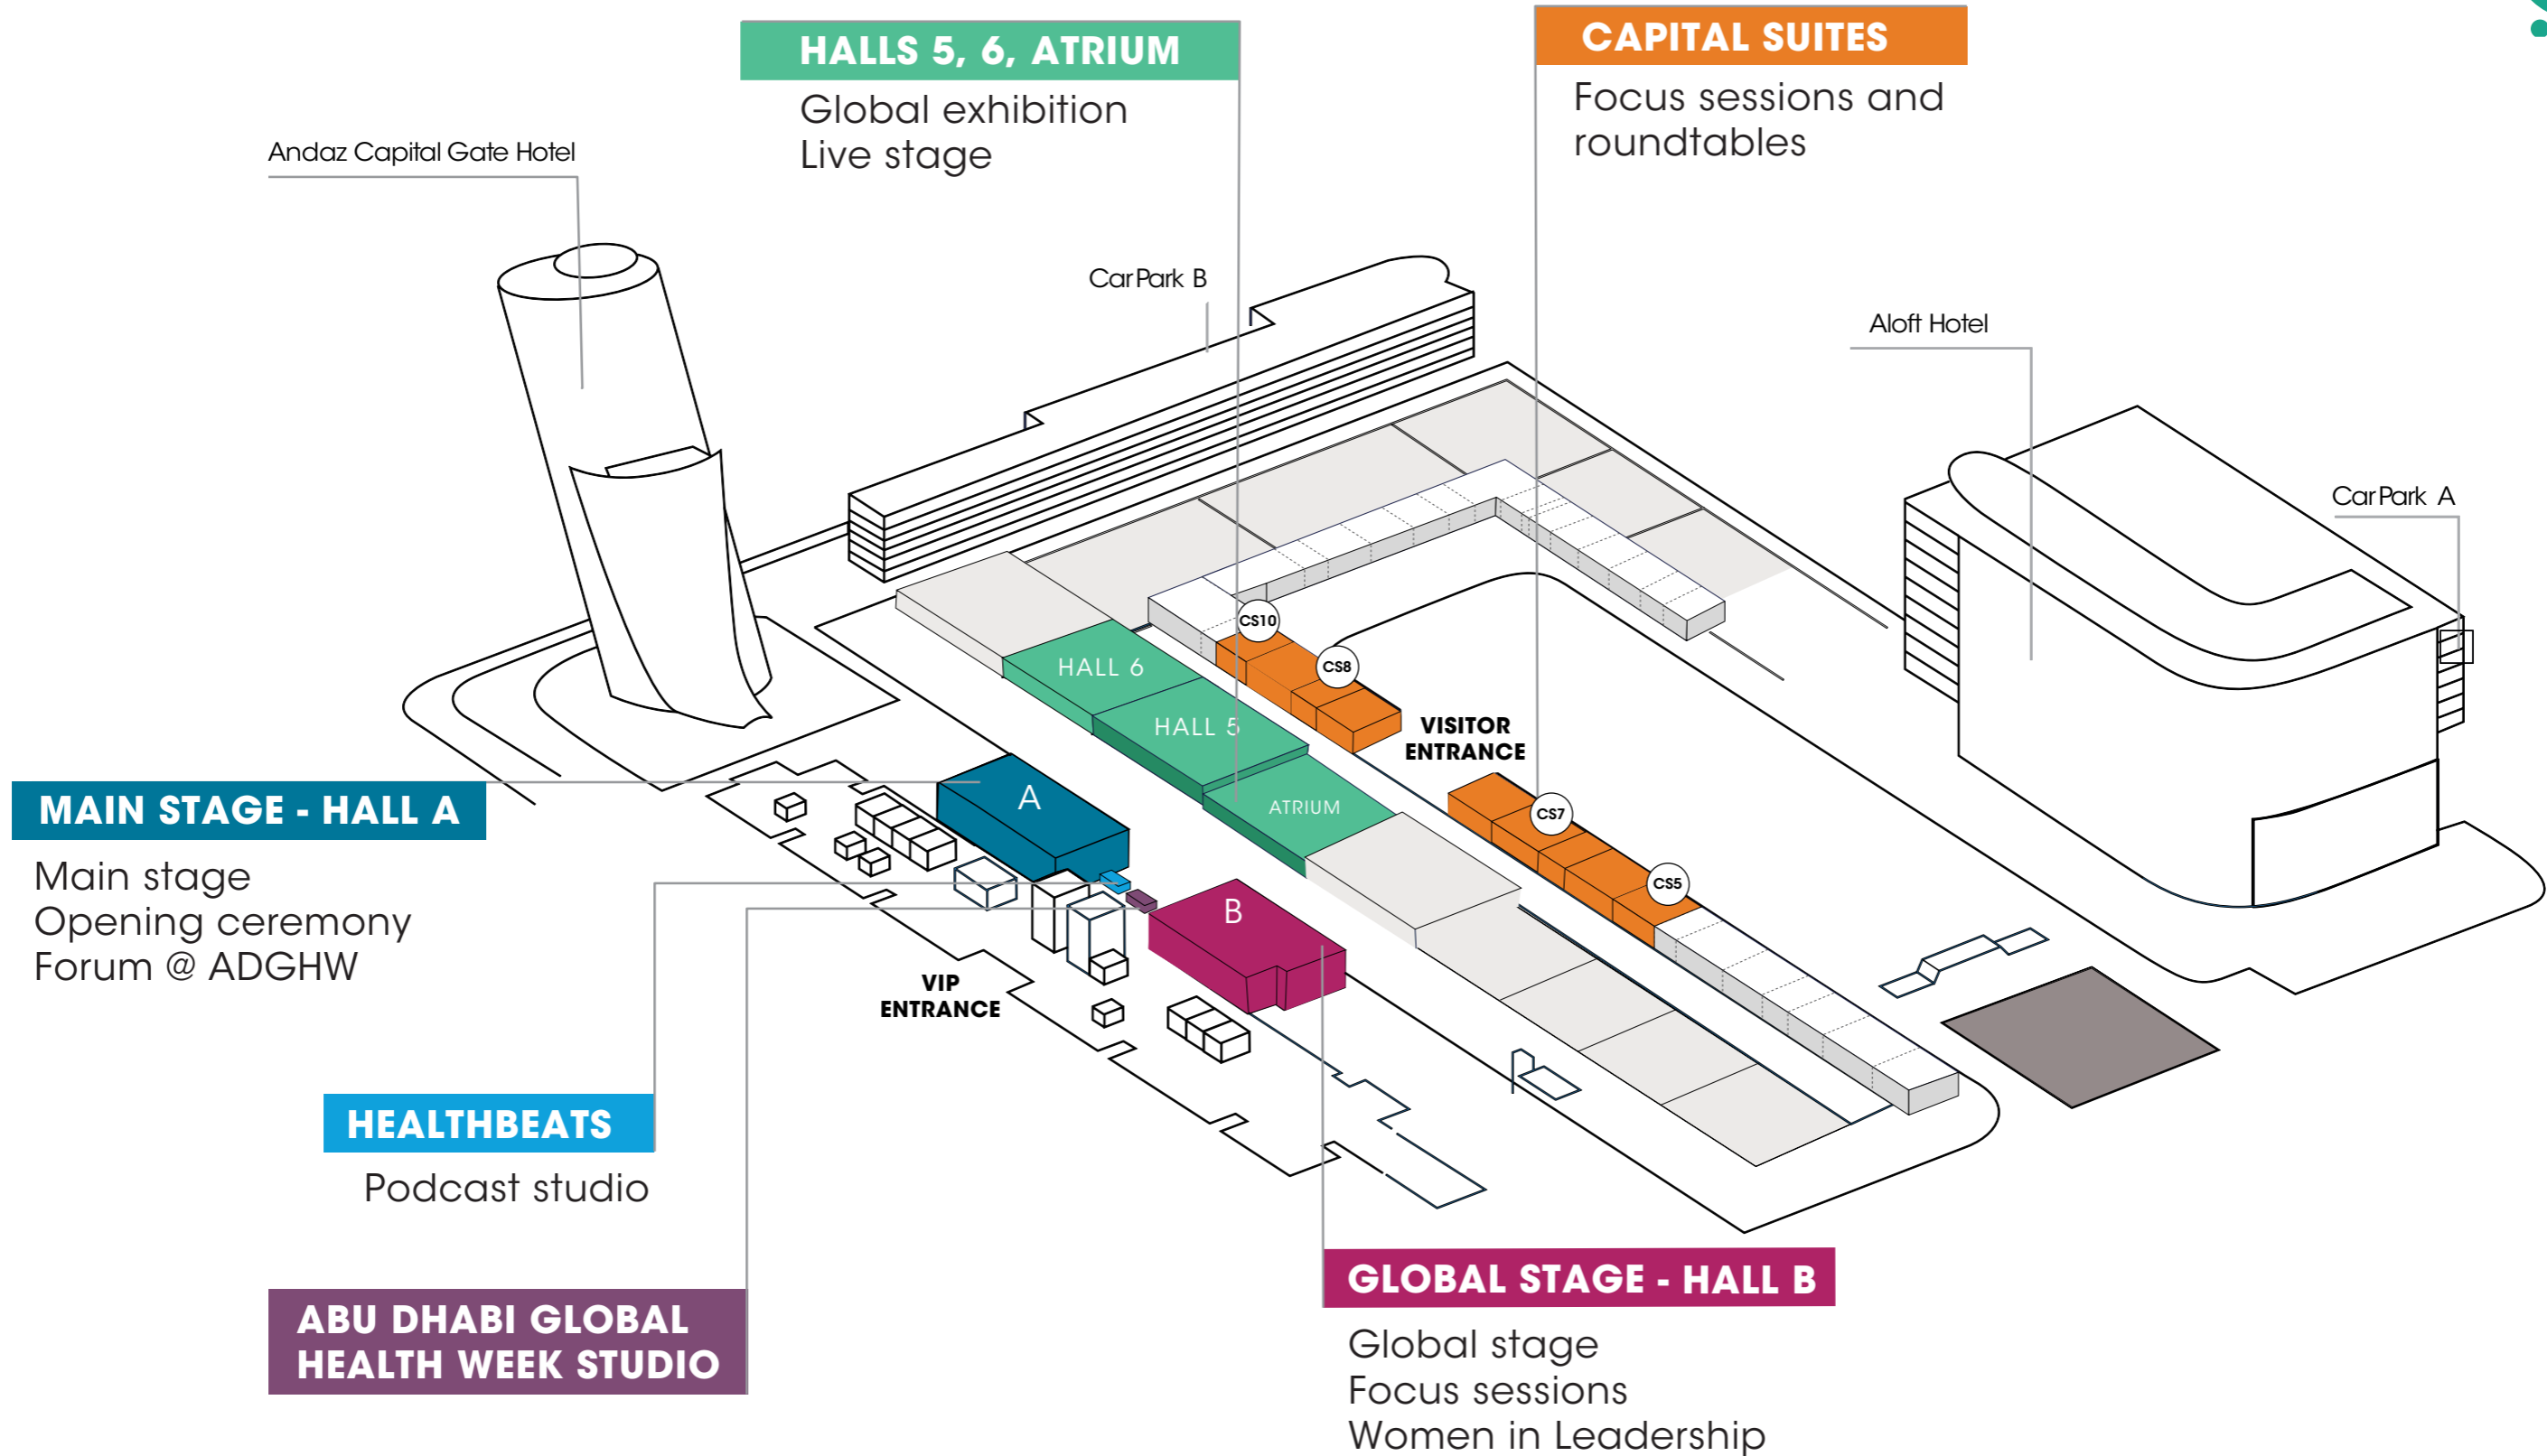 HALLS 5, 6, ATRIUM
Global exhibition
Live stage
CAPITAL SUITES
Focus sessions and
roundtables
Andaz Capital Gate Hotel
Car Park B
Aloft Hotel
Car Park A
CS10
CS8
HALL 6
HALL 5
VISITOR
ENTRANCE
ATRIUM
CS7
CS5
MAIN STAGE - HALL A
Main stage
Opening ceremony
Forum @ ADGHW
A
B
VIP
ENTRANCE
HEALTHBEATS
Podcast studio
ABU DHABI GLOBAL
HEALTH WEEK STUDIO
GLOBAL STAGE - HALL B
Global stage
Focus sessions
Women in Leadership